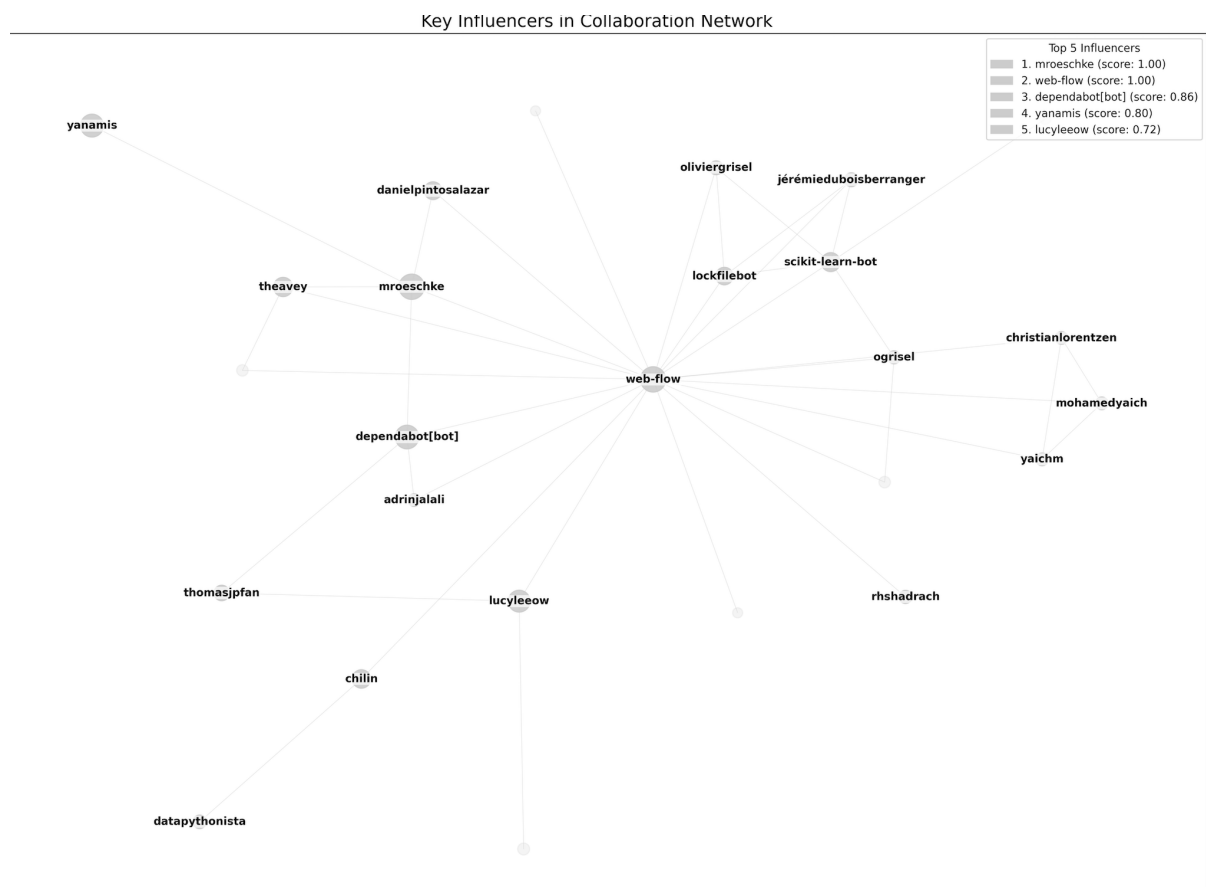 Key Influencers in Collaboration Network
Top 5 Influencers
1. mroeschke (score: 1.00)
2. web-flow (score: 1.00)
3. dependabot[bot] (score: 0.86)
4. yanamis (score: 0.80)
5. lucyleeow (score: 0.72)
yanamis
oliviergrisel
jérémieduboisberranger
danielpintosalazar
scikit-learn-bot
lockfilebot
theavey
mroeschke
christianlorentzen
ogrisel
web-flow
mohamedyaich
dependabot[bot]
yaichm
adrinjalali
thomasjpfan
rhshadrach
lucyleeow
chilin
datapythonista